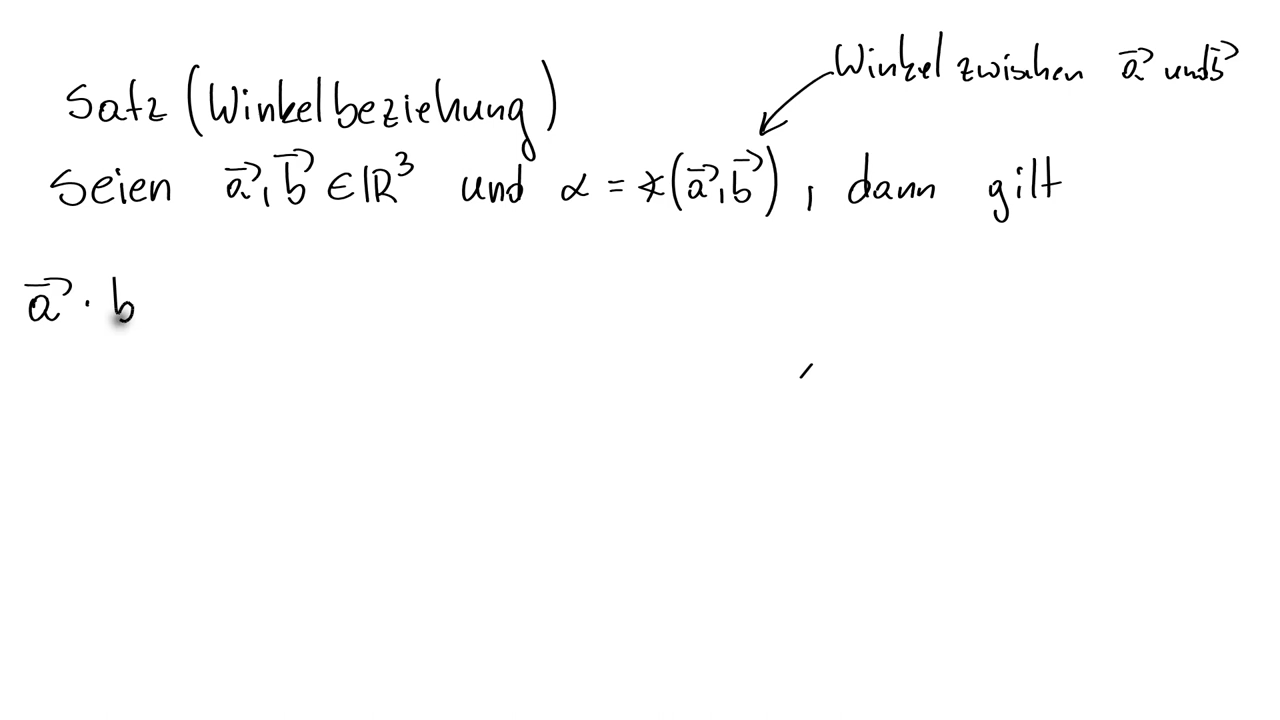 Winkel zwischen a⃗ und b⃗
Satz (Winkelbeziehung)
Seien a⃗, b⃗ ∈ ℝ³ und α = ∢(a⃗, b⃗), dann gilt
a⃗ · b